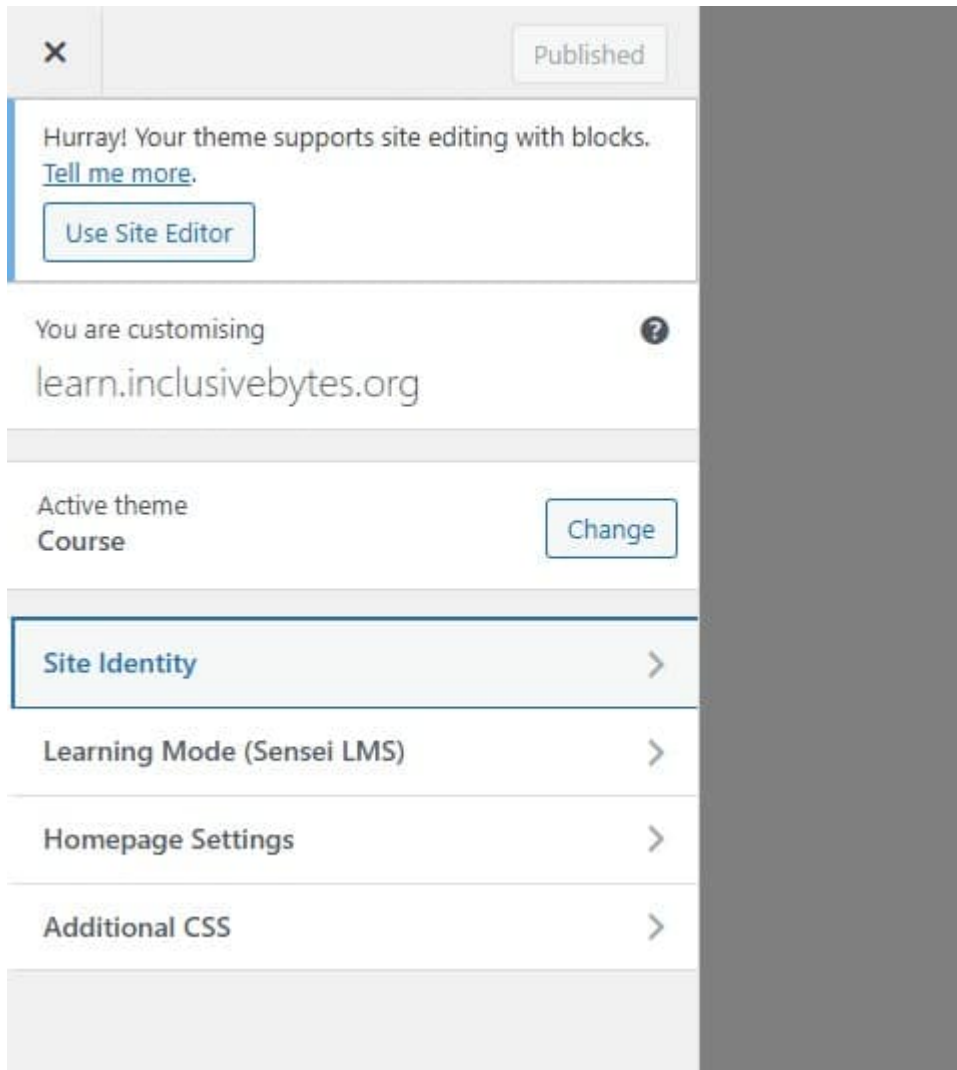 Published
Hurray! Your theme supports site editing with blocks.
Tell me more.
Use Site Editor
You are customising
learn.inclusivebytes.org
Active theme
Course
Change
Site Identity
Learning Mode (Sensei LMS)
Homepage Settings
Additional CSS